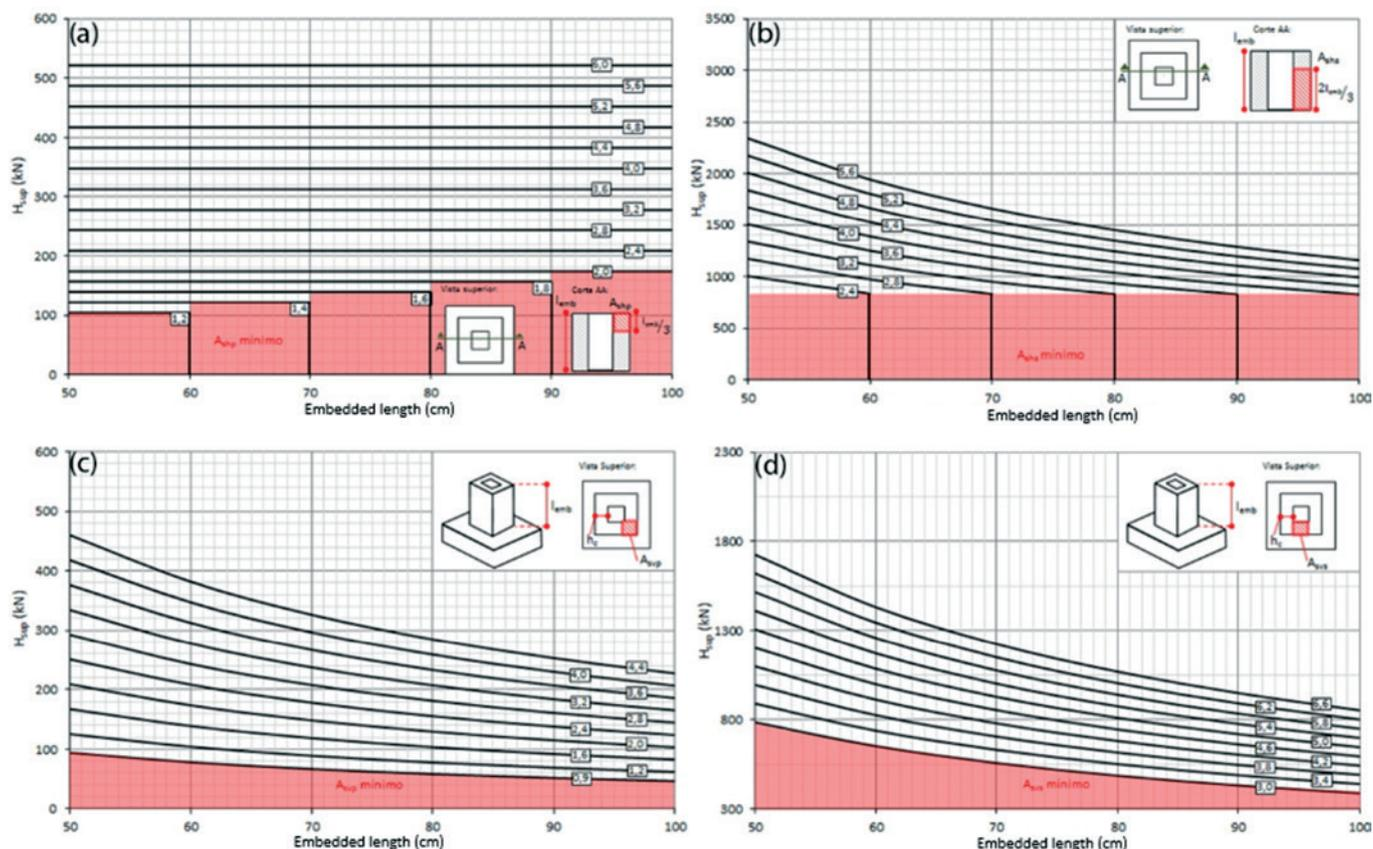 (a)
600
500
400
300
200
100
0
H_sup (kN)
6,0
5,6
5,2
4,8
4,4
4,0
3,6
3,2
2,8
2,4
2,0
1,8
1,6
1,4
1,2
A_shp mínimo
Vista superior:
A
A
Corte AA:
l_emb
A_shp
l_emb/3
50
60
70
80
90
100
Embedded length (cm)
(b)
3500
3000
2500
2000
1500
1000
500
0
H_sup (kN)
Vista superior:
A
A
Corte AA:
l_emb
A_shs
2l_emb/3
5,6
5,2
4,8
4,4
4,0
3,6
3,2
2,8
2,4
A_shs mínimo
50
60
70
80
90
100
Embedded length (cm)
(c)
600
500
400
300
200
100
0
H_sup (kN)
l_emb
Vista Superior:
h_c
A_svp
4,4
4,0
3,6
3,2
2,8
2,4
2,0
1,6
1,2
0,9
A_svp mínimo
50
60
70
80
90
100
Embedded length (cm)
(d)
2300
1800
1300
800
300
H_sup (kN)
l_emb
Vista Superior:
h_c
A_svs
6,6
6,2
5,8
5,4
5,0
4,6
4,2
3,8
3,4
3,0
A_svs mínimo
50
60
70
80
90
100
Embedded length (cm)